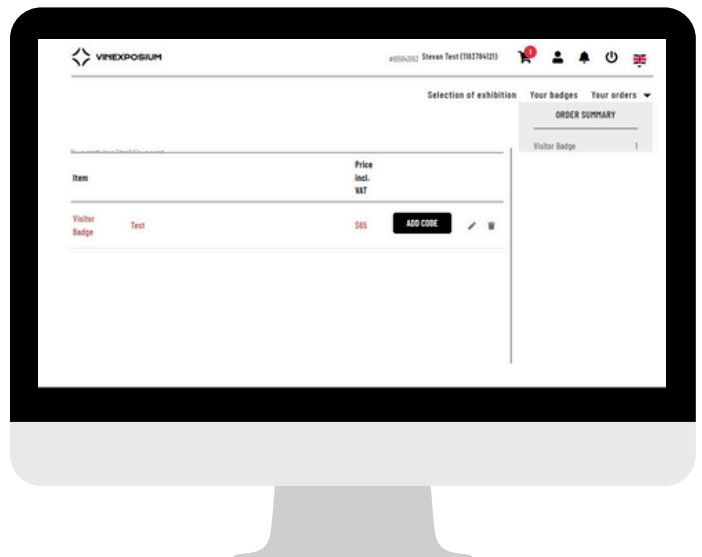 VINEXPOSIUM
Stevan Test (1183784121)
1
Selection of exhibition Your badges Your orders
ORDER SUMMARY
Visitor Badge 1
Item
Price
incl.
VAT
Visitor
Badge
Test
$65
ADD CODE